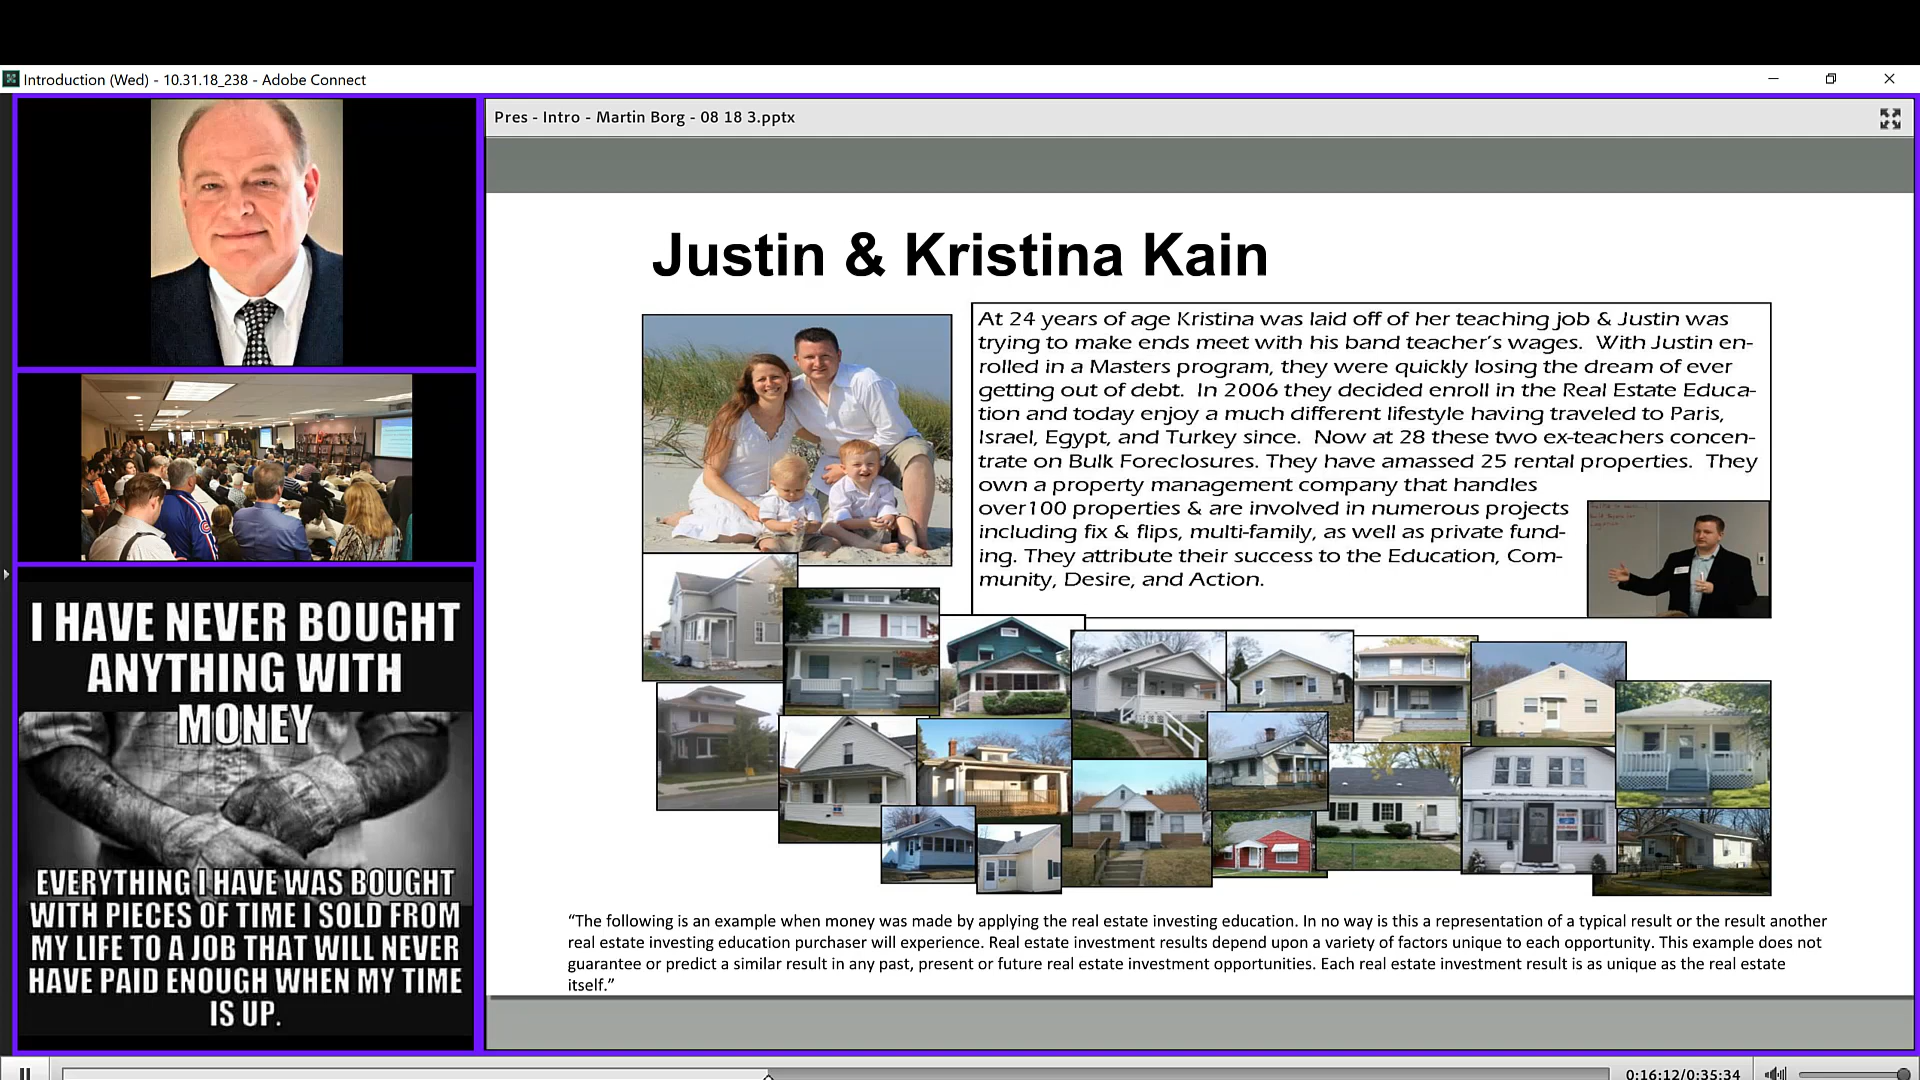 Introduction (Wed) - 10.31.18_238 - Adobe Connect
Pres - Intro - Martin Borg - 08 18 3.pptx
I HAVE NEVER BOUGHT
ANYTHING WITH
MONEY
EVERYTHING I HAVE WAS BOUGHT
WITH PIECES OF TIME I SOLD FROM
MY LIFE TO A JOB THAT WILL NEVER
HAVE PAID ENOUGH WHEN MY TIME
IS UP.
Justin & Kristina Kain
At 24 years of age Kristina was laid off of her teaching job & Justin was
trying to make ends meet with his band teacher's wages. With Justin en-
rolled in a Masters program, they were quickly losing the dream of ever
getting out of debt. In 2006 they decided enroll in the Real Estate Educa-
tion and today enjoy a much different lifestyle having traveled to Paris,
Israel, Egypt, and Turkey since. Now at 28 these two ex-teachers concen-
trate on Bulk Foreclosures. They have amassed 25 rental properties. They
own a property management company that handles
over100 properties & are involved in numerous projects
including fix & flips, multi-family, as well as private fund-
ing. They attribute their success to the Education, Com-
munity, Desire, and Action.
“The following is an example when money was made by applying the real estate investing education. In no way is this a representation of a typical result or the result another
real estate investing education purchaser will experience. Real estate investment results depend upon a variety of factors unique to each opportunity. This example does not
guarantee or predict a similar result in any past, present or future real estate investment opportunities. Each real estate investment result is as unique as the real estate
itself.”
0:16:12/0:35:34